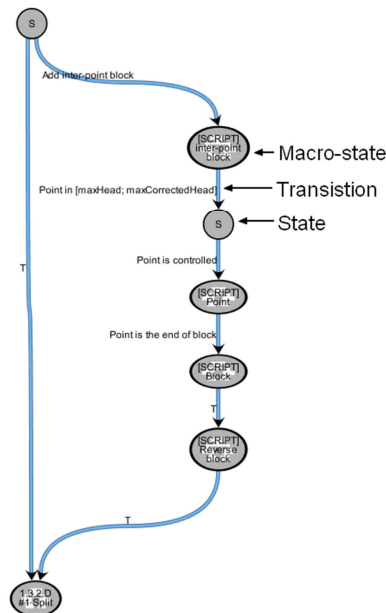 S
Add inter-point block
[SCRIPT]
inter-point
block
Macro-state
Point in [maxHead; maxCorrectedHead]
Transistion
S
State
Point is controlled
[SCRIPT]
Point
T
Point is the end of block
[SCRIPT]
Block
T
[SCRIPT]
Reverse
block
T
1.3.2.D
#1 Split